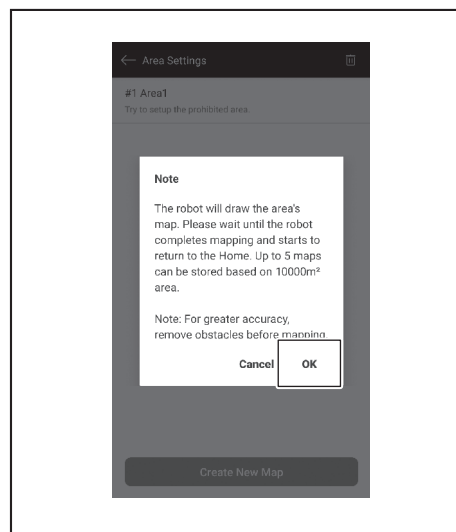 ← Area Settings
#1 Area1
Try to setup the prohibited area
Note
The robot will draw the area's
map. Please wait until the robot
completes mapping and starts to
return to the Home. Up to 5 maps
can be stored based on 10000m²
area.
Note: For greater accuracy,
remove obstacles before mapping.
Cancel OK
Create New Map